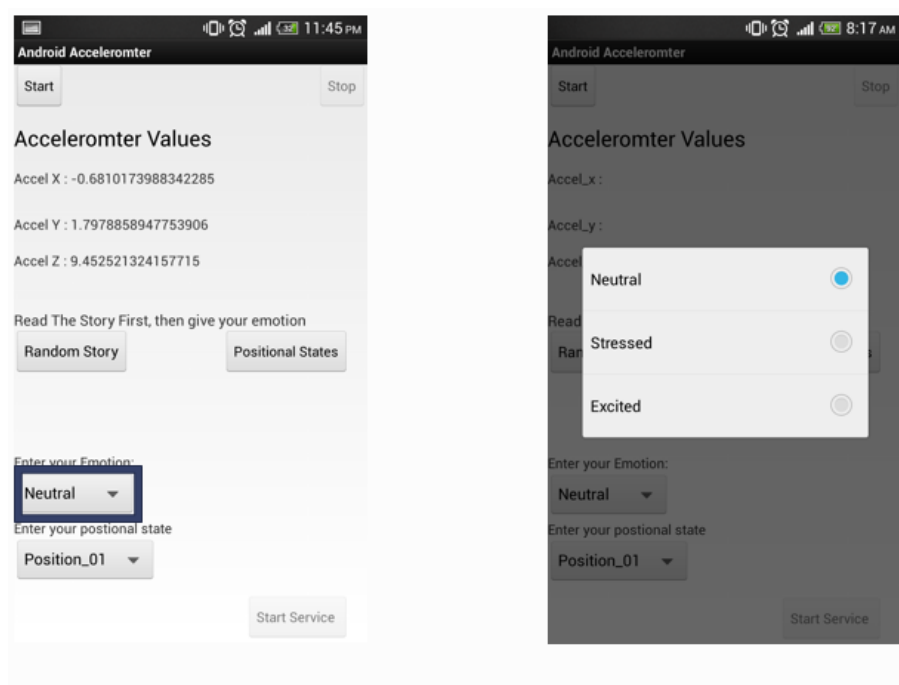 32 11:45 PM
Android Acceleromter
Start Stop
Acceleromter Values
Accel X : -0.6810173988342285
Accel Y : 1.7978858947753906
Accel Z : 9.452521324157715
Read The Story First, then give your emotion
Random Story Positional States
Enter your Emotion:
Neutral
Enter your postional state
Position_01
Start Service
8:17 AM
Android Acceleromter
Start Stop
Acceleromter Values
Accel_x :
Accel_y :
Accel
Neutral
Read
Stressed
Ran s
Excited
Enter your Emotion:
Neutral
Enter your postional state
Position_01
Start Service